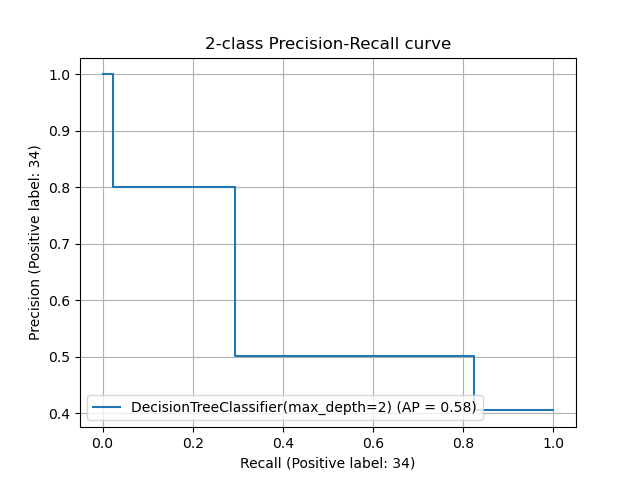 2-class Precision-Recall curve
1.0
0.9
0.8
0.7
0.6
0.5
0.4
Precision (Positive label: 34)
DecisionTreeClassifier(max_depth=2) (AP = 0.58)
0.0 0.2 0.4 0.6 0.8 1.0
Recall (Positive label: 34)